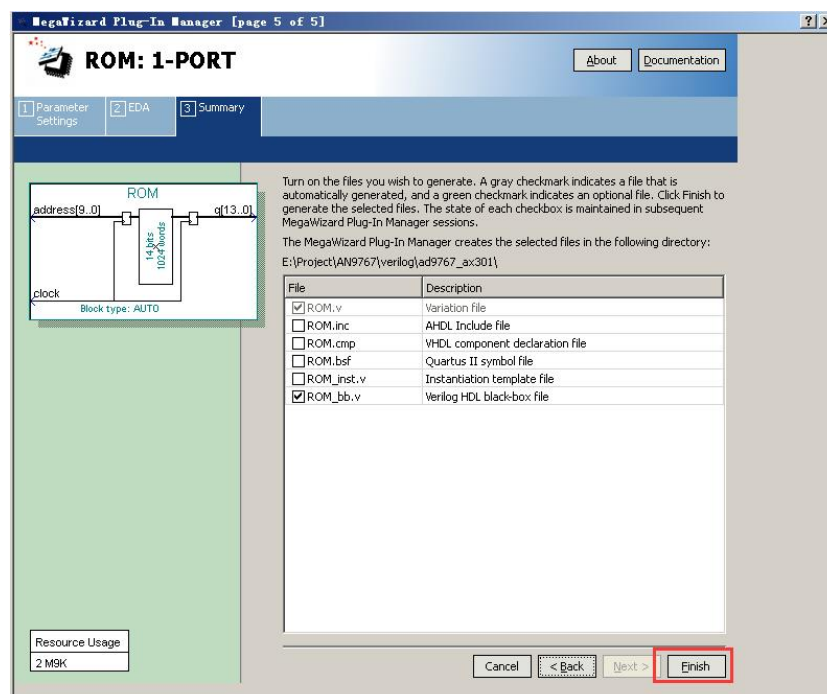 MegaWizard Plug-In Manager [page 5 of 5]
ROM: 1-PORT
About
Documentation
1 Parameter Settings
2 EDA
3 Summary
ROM
address[9..0]
q[13..0]
14 bits
1024 words
clock
Block type: AUTO
Turn on the files you wish to generate. A gray checkmark indicates a file that is
automatically generated, and a green checkmark indicates an optional file. Click Finish to
generate the selected files. The state of each checkbox is maintained in subsequent
MegaWizard Plug-In Manager sessions.
The MegaWizard Plug-In Manager creates the selected files in the following directory:
E:\Project\AN9767\verilog\ad9767_ax301\
File Description
ROM.v Variation file
ROM.inc AHDL Include file
ROM.cmp VHDL component declaration file
ROM.bsf Quartus II symbol file
ROM_inst.v Instantiation template file
ROM_bb.v Verilog HDL black-box file
Resource Usage
2 M9K
Cancel
< Back
Next >
Finish